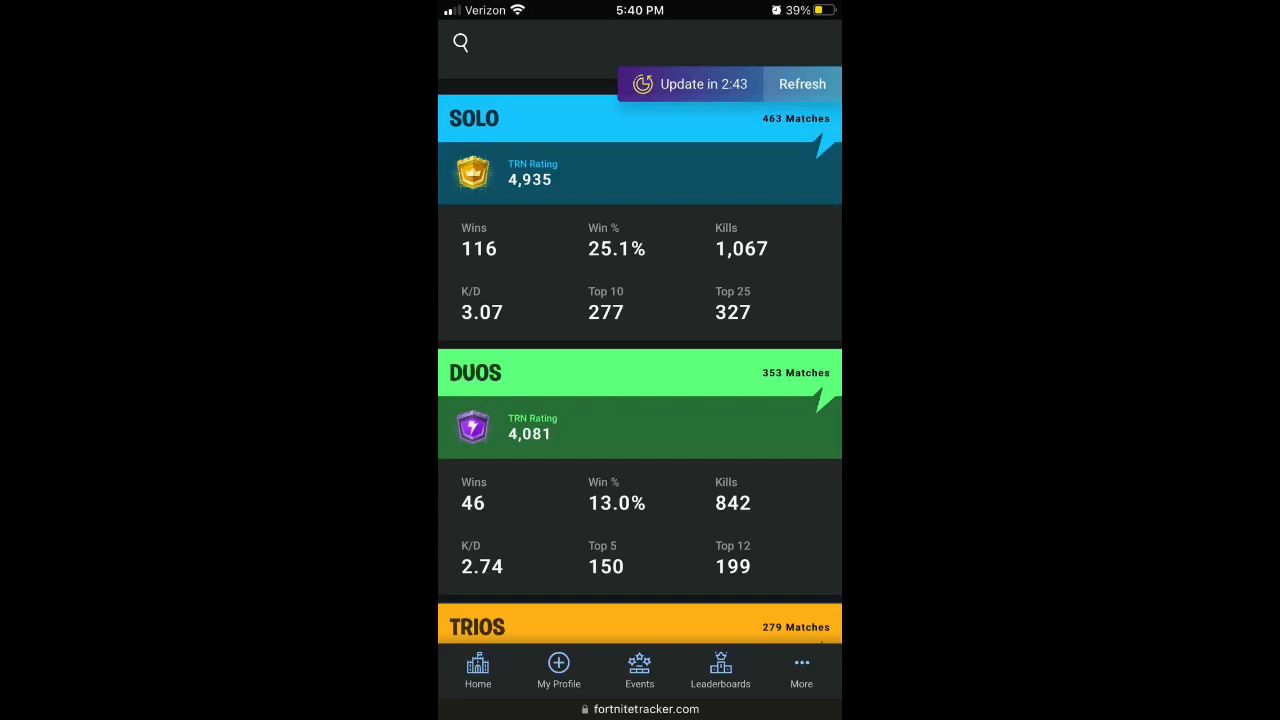 Verizon 5:40 PM 39%
Update in 2:43 Refresh
SOLO 463 Matches
TRN Rating
4,935
Wins Win % Kills
116 25.1% 1,067
K/D Top 10 Top 25
3.07 277 327
DUOS 353 Matches
TRN Rating
4,081
Wins Win % Kills
46 13.0% 842
K/D Top 5 Top 12
2.74 150 199
TRIOS 279 Matches
Home My Profile Events Leaderboards More
fortnitetracker.com